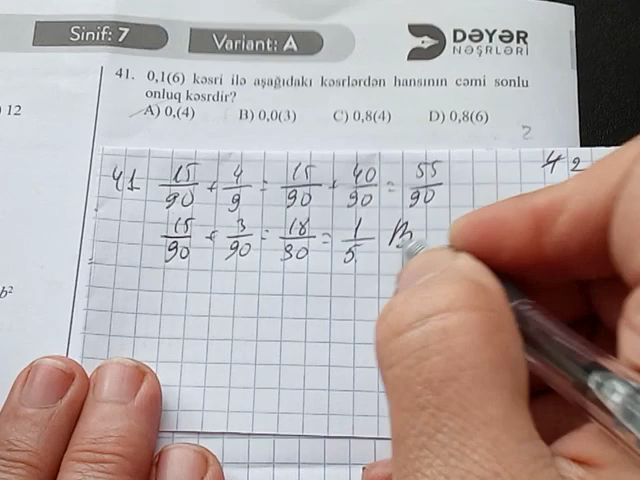 Sinif: 7
Variant: A
DƏYƏR
NƏŞRLƏRİ
12
41. 0,1(6) kəsri ilə aşağıdakı kəsrlərdən hansının cəmi sonlu
onluq kəsrdir?
A) 0,(4) B) 0,0(3) C) 0,8(4) D) 0,8(6)
2
41 15/90 + 4/9 = 15/90 + 40/90 = 55/90
42
15/90 + 3/90 = 18/90 = 1/5 B
b²